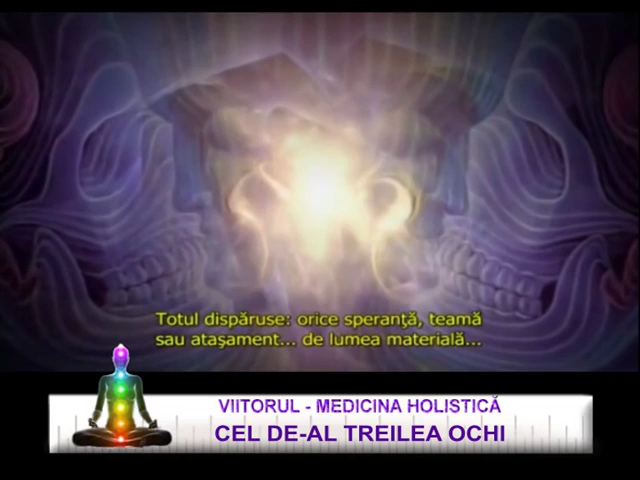 Totul dispăruse: orice speranţă, teamă
sau ataşament... de lumea materială...
VIITORUL - MEDICINA HOLISTICĂ
CEL DE-AL TREILEA OCHI